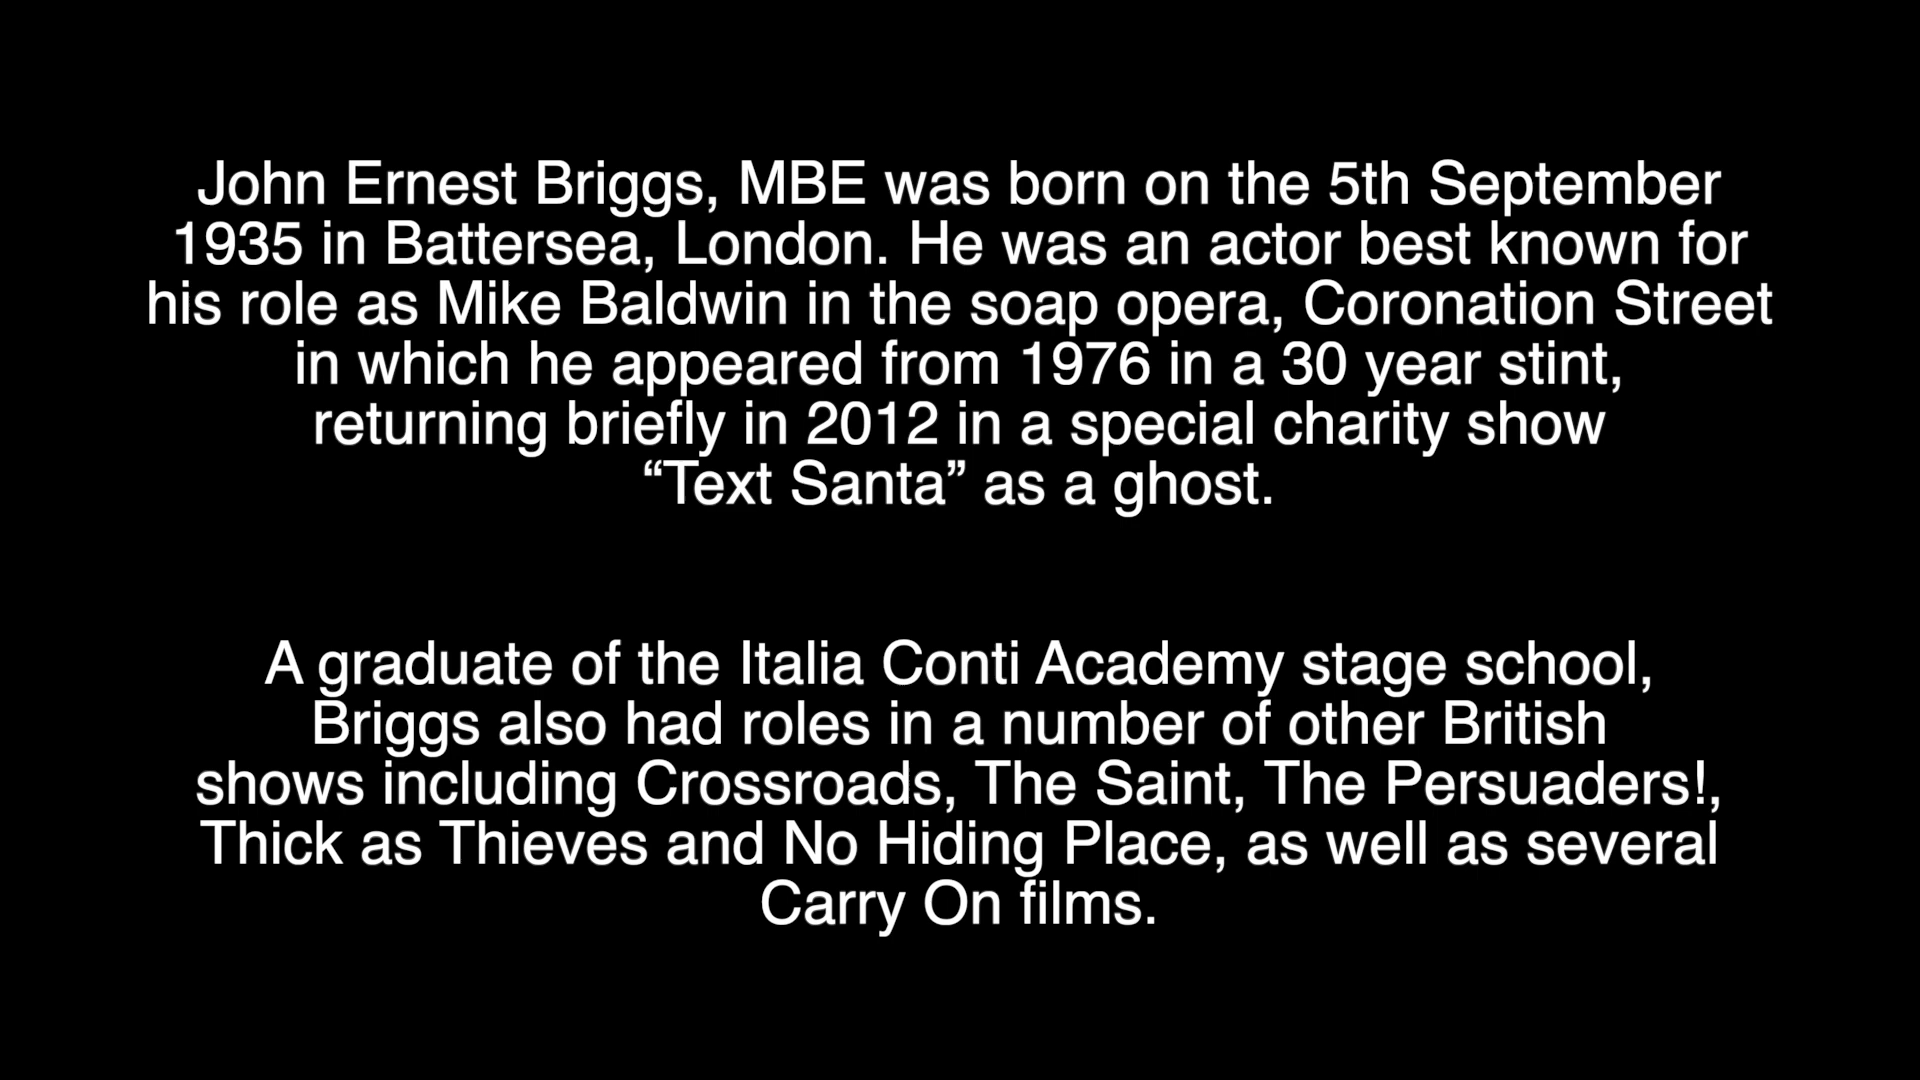 John Ernest Briggs, MBE was born on the 5th September
1935 in Battersea, London. He was an actor best known for
his role as Mike Baldwin in the soap opera, Coronation Street
in which he appeared from 1976 in a 30 year stint,
returning briefly in 2012 in a special charity show
“Text Santa” as a ghost.
A graduate of the Italia Conti Academy stage school,
Briggs also had roles in a number of other British
shows including Crossroads, The Saint, The Persuaders!,
Thick as Thieves and No Hiding Place, as well as several
Carry On films.